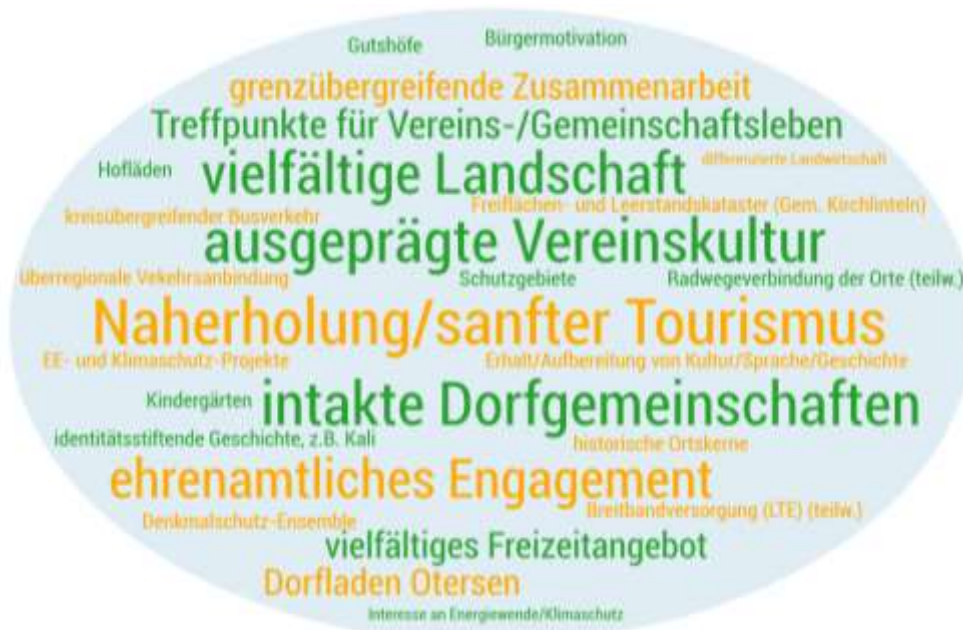 Gutshöfe
Bürgermotivation
grenzübergreifende Zusammenarbeit
Treffpunkte für Vereins-/Gemeinschaftsleben
Hofläden
vielfältige Landschaft
differenzierte Landwirtschaft
kreisübergreifender Busverkehr
Freiflächen- und Leerstandskataster (Gem. Kirchlinteln)
ausgeprägte Vereinskultur
überregionale Vekehrsanbindung
Schutzgebiete
Radwegeverbindung der Orte (teilw.)
Naherholung/sanfter Tourismus
EE- und Klimaschutz-Projekte
Erhalt/Aufbereitung von Kultur/Sprache/Geschichte
Kindergärten
intakte Dorfgemeinschaften
identitätsstiftende Geschichte, z.B. Kali
historische Ortskerne
ehrenamtliches Engagement
Breitbandversorgung (LTE) (teilw.)
Denkmalschutz-Ensemble
vielfältiges Freizeitangebot
Dorfladen Otersen
Interesse an Energiewende/Klimaschutz